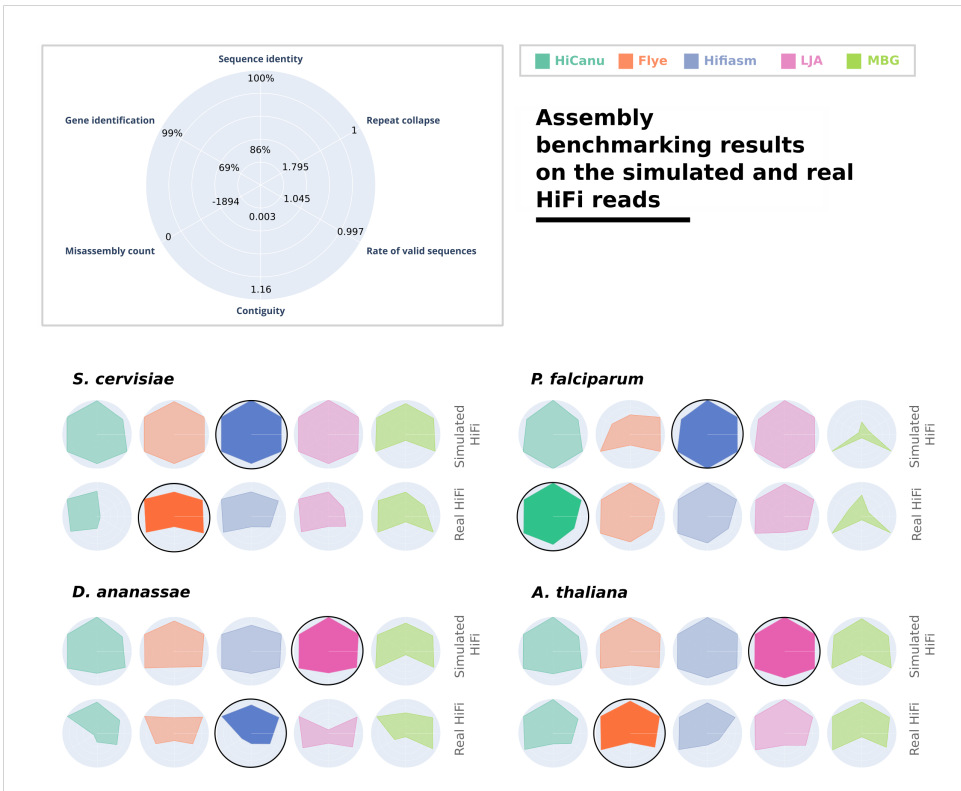 Sequence identity
100%
Gene identification
99%
Repeat collapse
1
86%
69%
1.795
-1894
1.045
0.003
0
0.997
Misassembly count
Rate of valid sequences
1.16
Contiguity
HiCanu
Flye
Hifiasm
LJA
MBG
Assembly
benchmarking results
on the simulated and real
HiFi reads
S. cervisiae
Simulated
HiFi
Real HiFi
P. falciparum
Simulated
HiFi
Real HiFi
D. ananassae
Simulated
HiFi
Real HiFi
A. thaliana
Simulated
HiFi
Real HiFi